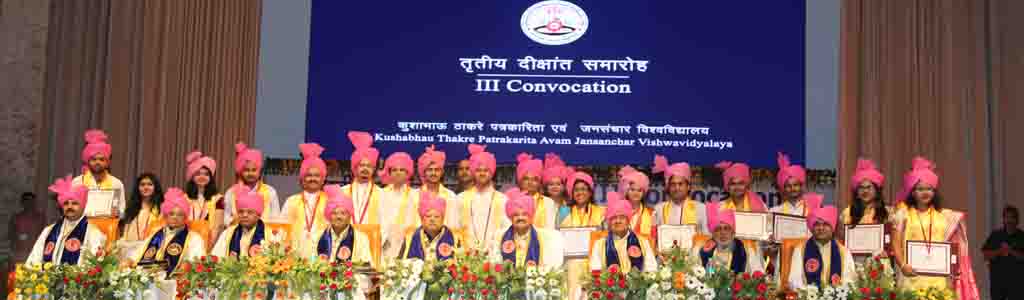 तृतीय दीक्षांत समारोह
III Convocation
कुशाभाऊ ठाकरे पत्रकारिता एवं जनसंचार विश्वविद्यालय
Kushabhau Thakre Patrakarita Avam Jansanchar Vishwavidyalaya